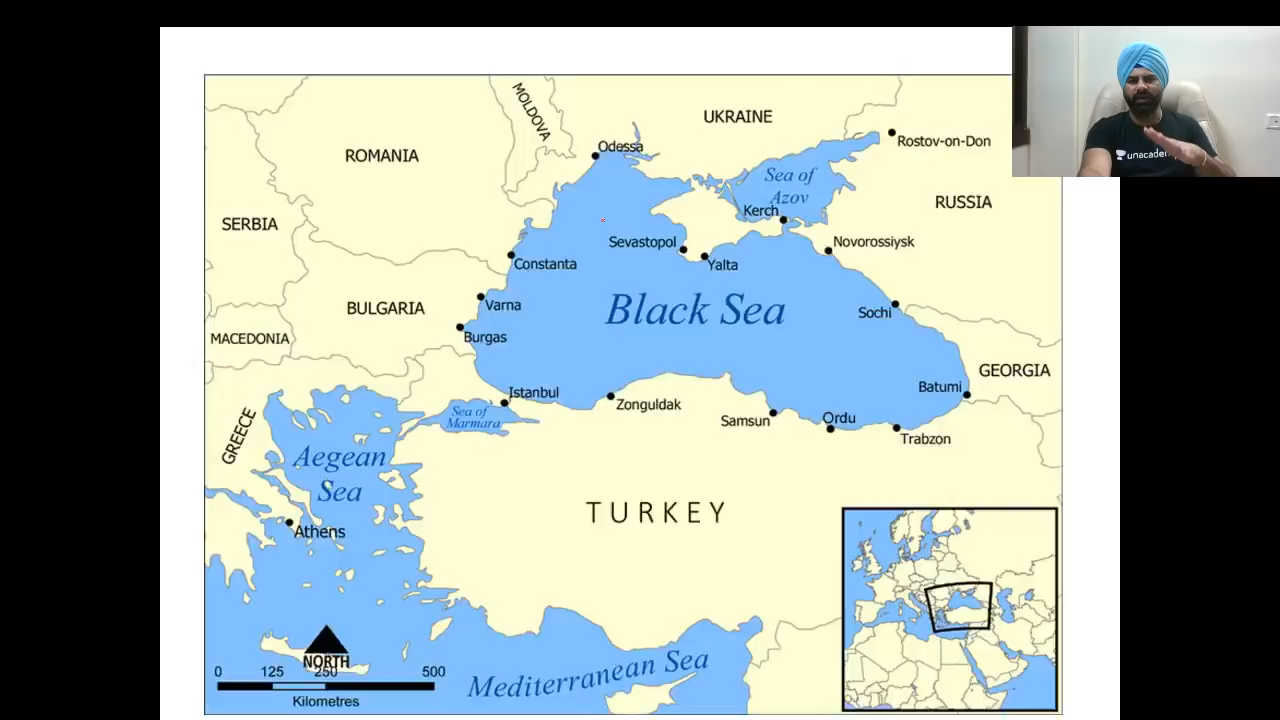 MOLDOVA
UKRAINE
Rostov-on-Don
unacademy
ROMANIA
Odessa
Sea of
Azov
RUSSIA
SERBIA
Kerch
Sevastopol
Yalta
Novorossiysk
Constanta
BULGARIA
Varna
Black Sea
Sochi
MACEDONIA
Burgas
GEORGIA
Istanbul
Batumi
Sea of
Marmara
Zonguldak
Samsun
Ordu
Trabzon
GREECE
Aegean
Sea
TURKEY
Athens
NORTH
0 125 250 500
Kilometres
Mediterranean Sea